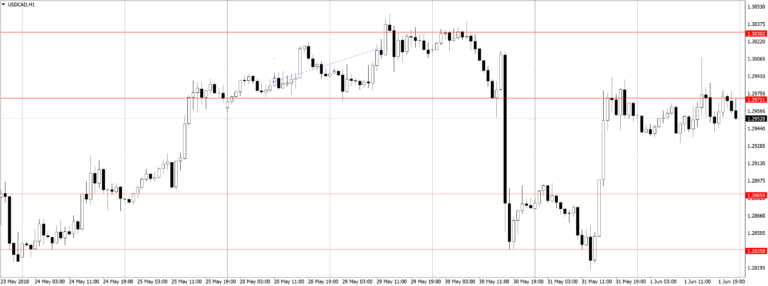 USDCAD,H1
1.30530
1.30375
1.30302
1.30220
1.30065
1.29910
1.29755
1.29711
1.29595
1.29528
1.29440
1.29285
1.29130
1.28975
1.28855
1.28660
1.28505
1.28358
1.28195
23 May 2018
24 May 03:00
24 May 11:00
24 May 19:00
25 May 03:00
25 May 11:00
25 May 19:00
28 May 03:00
28 May 11:00
28 May 19:00
29 May 03:00
29 May 11:00
29 May 19:00
30 May 03:00
30 May 11:00
30 May 19:00
31 May 03:00
31 May 11:00
31 May 19:00
1 Jun 03:00
1 Jun 11:00
1 Jun 19:00